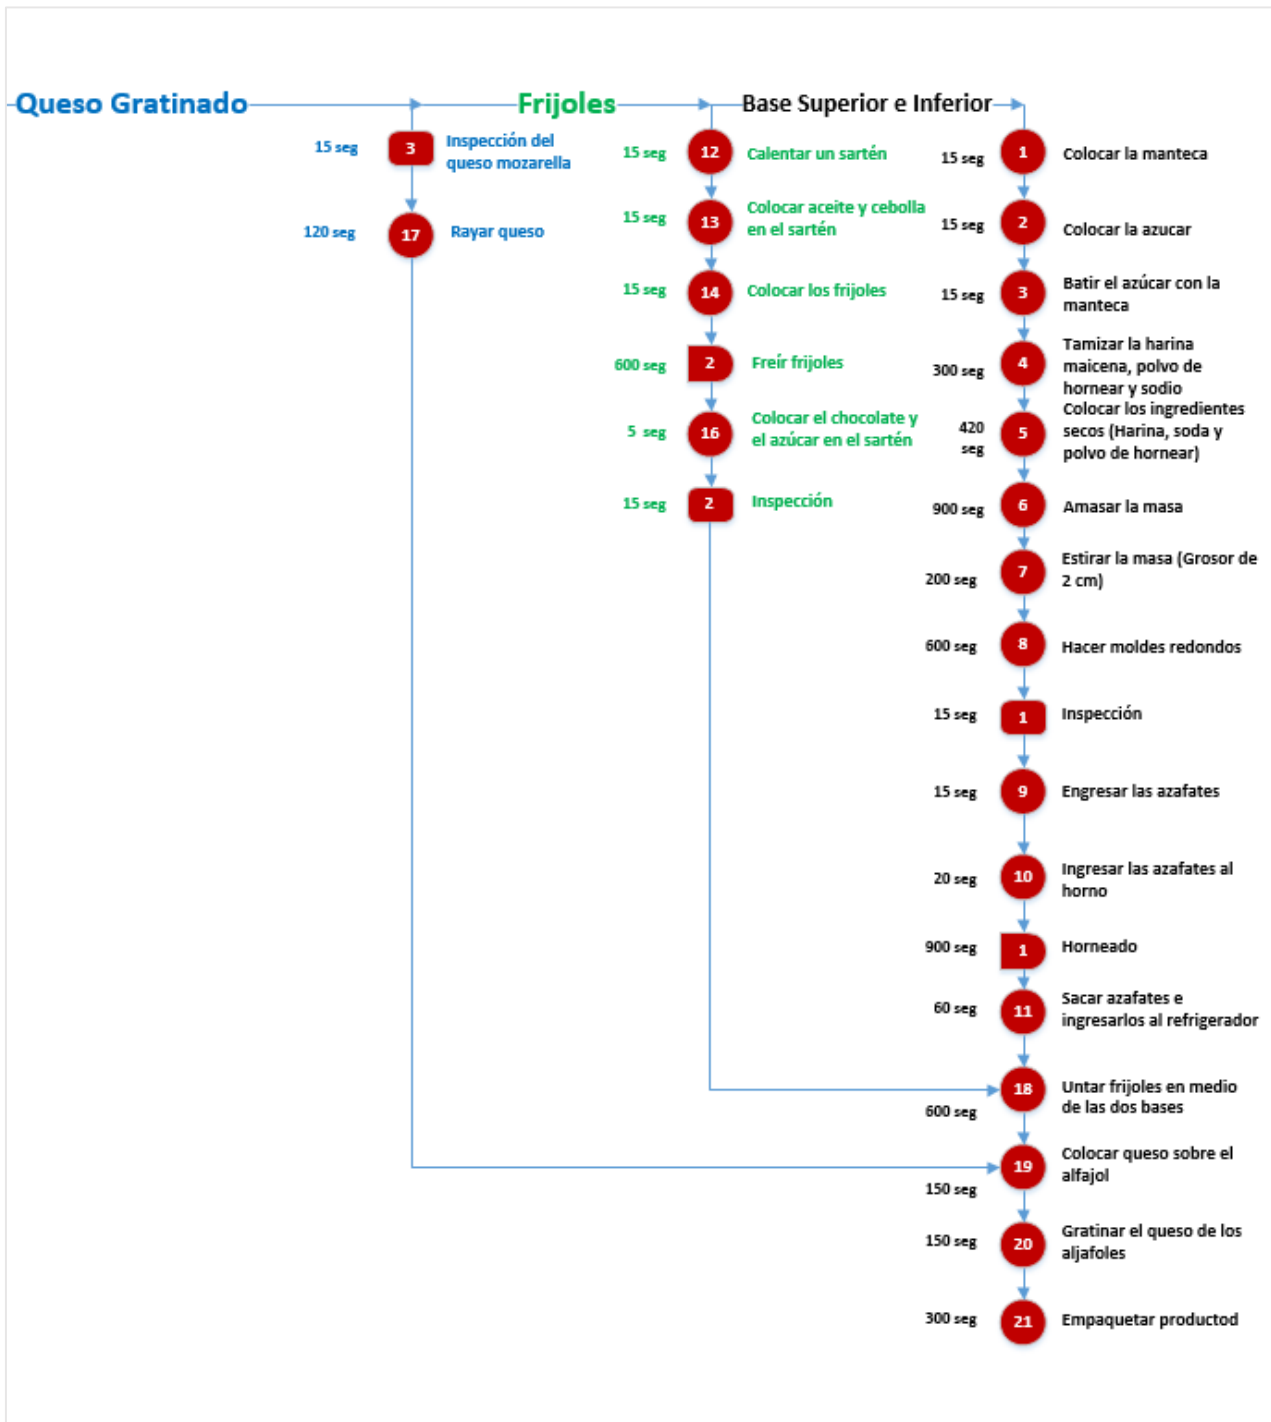 Queso Gratinado
Frijoles
Base Superior e Inferior
15 seg
3
Inspección del
queso mozarella
120 seg
17
Rayar queso
15 seg
12
Calentar un sartén
15 seg
13
Colocar aceite y cebolla
en el sartén
15 seg
14
Colocar los frijoles
600 seg
2
Freír frijoles
5 seg
16
Colocar el chocolate y
el azúcar en el sartén
15 seg
2
Inspección
15 seg
1
Colocar la manteca
15 seg
2
Colocar la azucar
15 seg
3
Batir el azúcar con la
manteca
300 seg
4
Tamizar la harina
maicena, polvo de
hornear y sodio
420
seg
5
Colocar los ingredientes
secos (Harina, soda y
polvo de hornear)
900 seg
6
Amasar la masa
200 seg
7
Estirar la masa (Grosor de
2 cm)
600 seg
8
Hacer moldes redondos
15 seg
1
Inspección
15 seg
9
Engresar las azafates
20 seg
10
Ingresar las azafates al
horno
900 seg
1
Horneado
60 seg
11
Sacar azafates e
ingresarlos al refrigerador
600 seg
18
Untar frijoles en medio
de las dos bases
150 seg
19
Colocar queso sobre el
alfajol
150 seg
20
Gratinar el queso de los
aljafoles
300 seg
21
Empaquetar productod